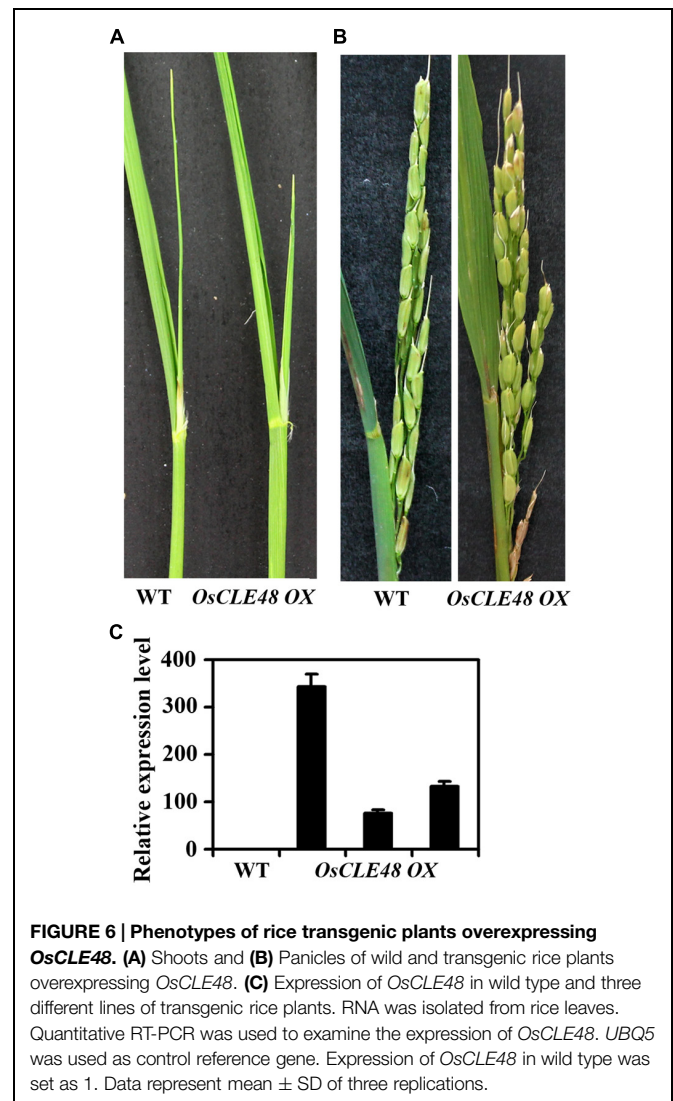 A
B
WT
OsCLE48 OX
WT
OsCLE48 OX
C
Relative expression level
400
300
200
100
0
WT
OsCLE48 OX
FIGURE 6 | Phenotypes of rice transgenic plants overexpressing
OsCLE48. (A) Shoots and (B) Panicles of wild and transgenic rice plants
overexpressing OsCLE48. (C) Expression of OsCLE48 in wild type and three
different lines of transgenic rice plants. RNA was isolated from rice leaves.
Quantitative RT-PCR was used to examine the expression of OsCLE48. UBQ5
was used as control reference gene. Expression of OsCLE48 in wild type was
set as 1. Data represent mean ± SD of three replications.